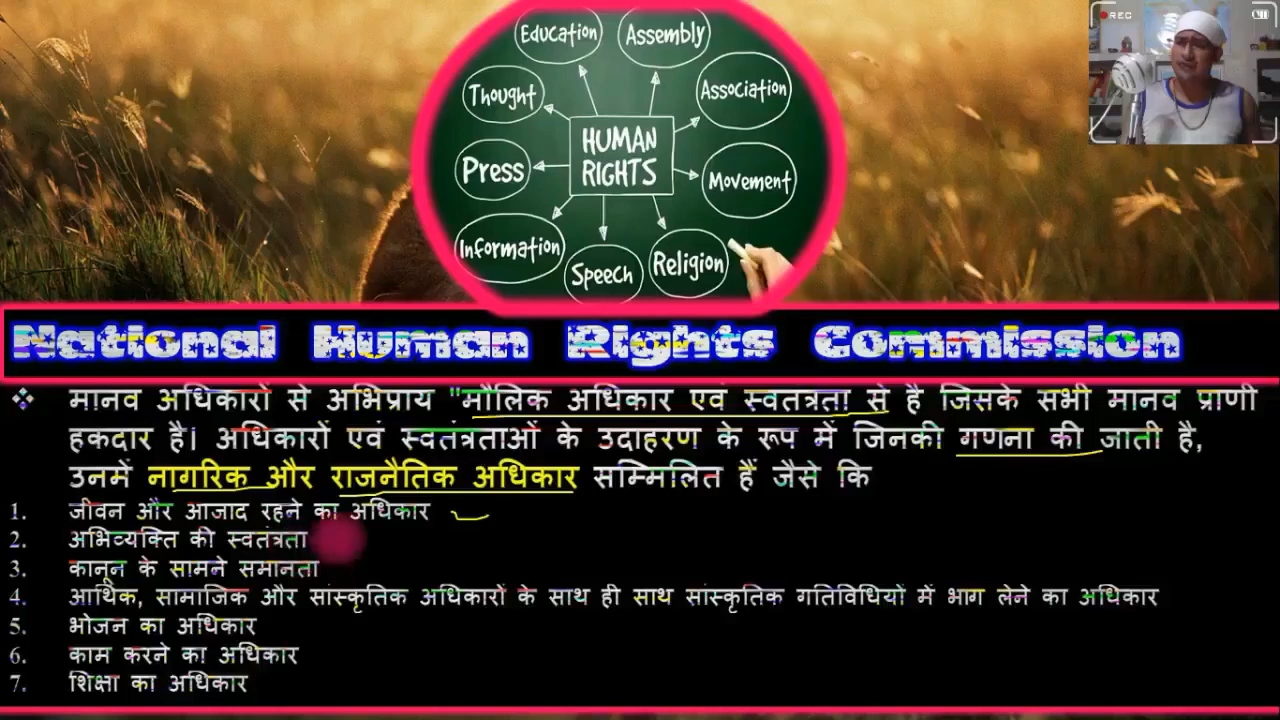 REC
Education
Assembly
Thought
Association
HUMAN
RIGHTS
Press
Movement
Information
Speech
Religion
National Human Rights Commission
❖ मानव अधिकारों से अभिप्राय "मौलिक अधिकार एवं स्वतंत्रता से है जिसके सभी मानव प्राणी
हकदार है। अधिकारों एवं स्वतंत्रताओं के उदाहरण के रूप में जिनकी गणना की जाती है,
उनमें नागरिक और राजनैतिक अधिकार सम्मिलित हैं जैसे कि
1. जीवन और आजाद रहने का अधिकार
2. अभिव्यक्ति की स्वतंत्रता
3. कानून के सामने समानता
4. आर्थिक, सामाजिक और सांस्कृतिक अधिकारों के साथ ही साथ सांस्कृतिक गतिविधियों में भाग लेने का अधिकार
5. भोजन का अधिकार
6. काम करने का अधिकार
7. शिक्षा का अधिकार